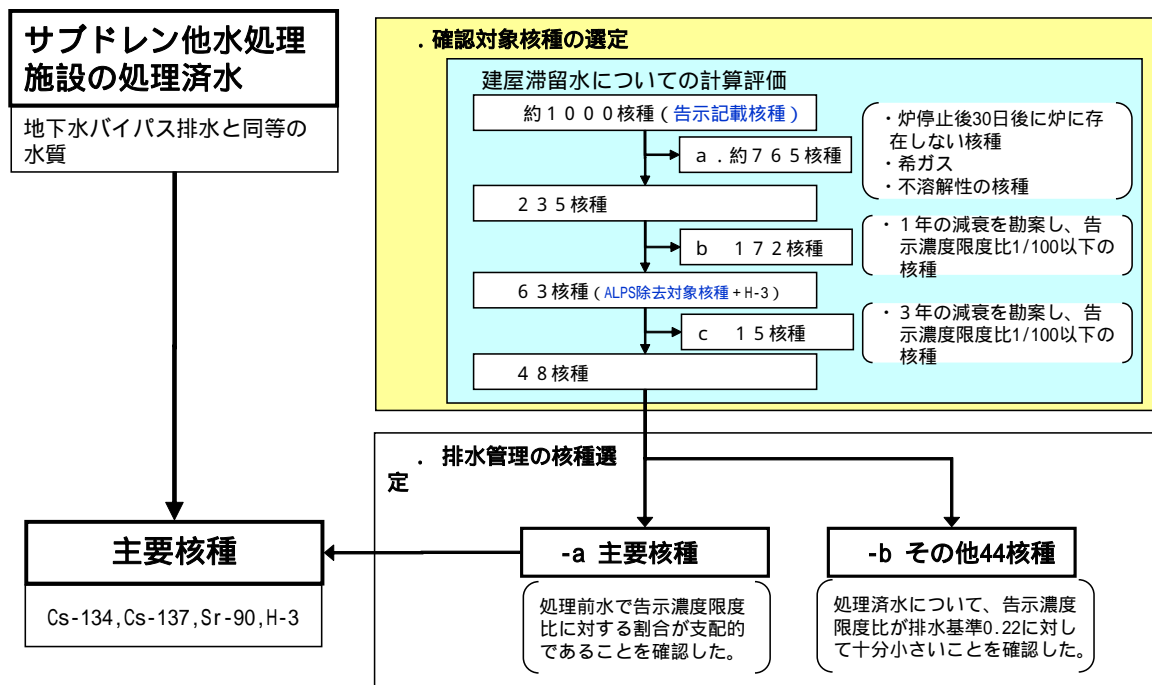 サブドレン他水処理
施設の処理済水
地下水バイパス排水と同等の
水質
主要核種
Cs-134,Cs-137,Sr-90,H-3
．確認対象核種の選定
建屋滞留水についての計算評価
約１０００核種（告示記載核種）
ａ．約７６５核種
・炉停止後30日後に炉に存
在しない核種
・希ガス
・不溶解性の核種
２３５核種
ｂ　１７２核種
・１年の減衰を勘案し、告
示濃度限度比1/100以下の
核種
６３核種（ALPS除去対象核種＋H-3）
ｃ　１５核種
・３年の減衰を勘案し、告
示濃度限度比1/100以下の
核種
４８核種
．排水管理の核種選
定
-a 主要核種
処理前水で告示濃度限度
比に対する割合が支配的
であることを確認した。
-b その他44核種
処理済水について、告示濃度
限度比が排水基準0.22に対し
て十分小さいことを確認した。